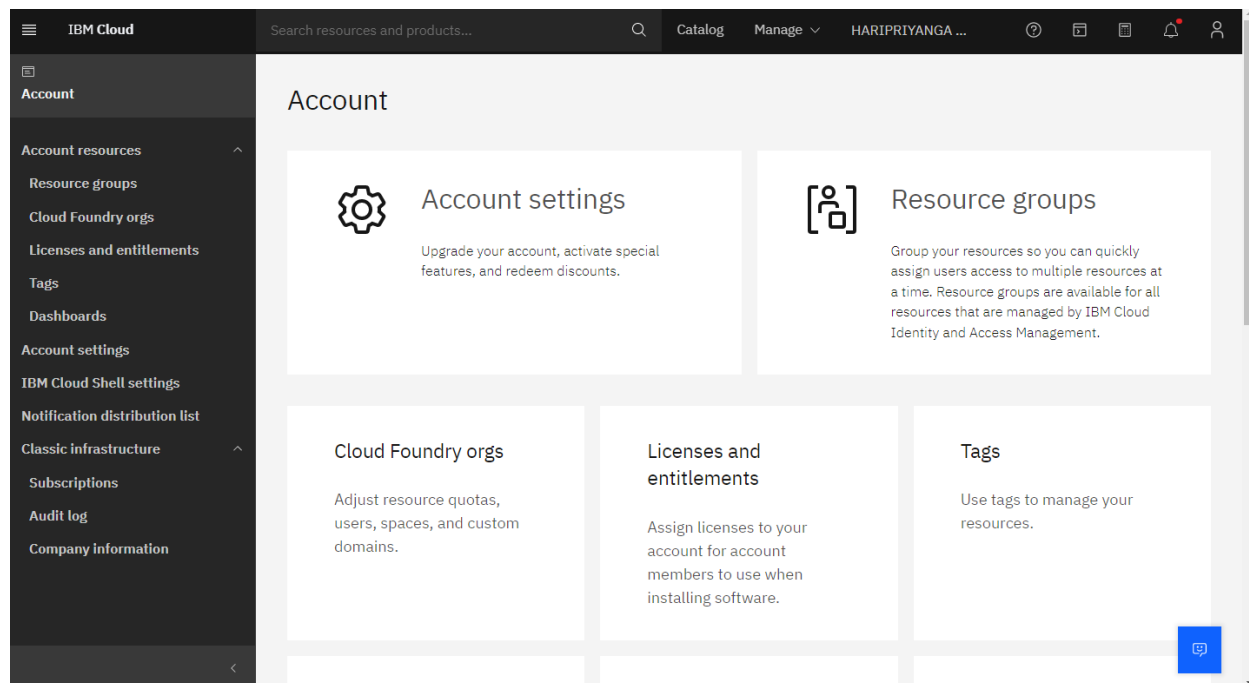 IBM Cloud
Search resources and products...
Catalog
Manage
HARIPRIYANGA ...
Account
Account resources
Resource groups
Cloud Foundry orgs
Licenses and entitlements
Tags
Dashboards
Account settings
IBM Cloud Shell settings
Notification distribution list
Classic infrastructure
Subscriptions
Audit log
Company information
Account
Account settings
Upgrade your account, activate special
features, and redeem discounts.
Resource groups
Group your resources so you can quickly
assign users access to multiple resources at
a time. Resource groups are available for all
resources that are managed by IBM Cloud
Identity and Access Management.
Cloud Foundry orgs
Adjust resource quotas,
users, spaces, and custom
domains.
Licenses and
entitlements
Assign licenses to your
account for account
members to use when
installing software.
Tags
Use tags to manage your
resources.